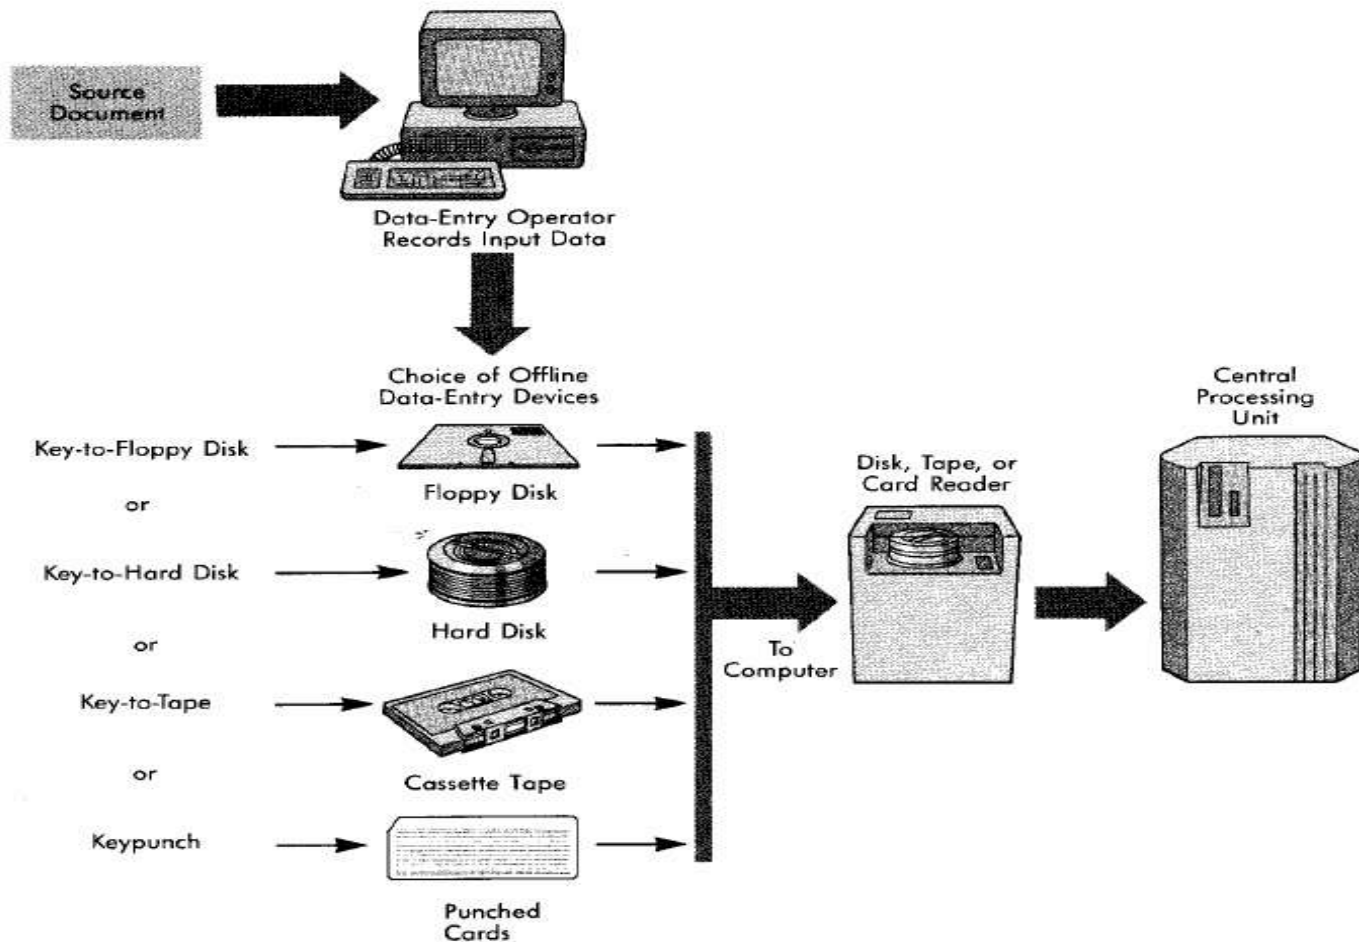 Source
Document
Data-Entry Operator
Records Input Data
Choice of Offline
Data-Entry Devices
Key-to-Floppy Disk
Floppy Disk
or
Key-to-Hard Disk
Hard Disk
or
Key-to-Tape
Cassette Tape
or
Keypunch
Punched
Cards
To
Computer
Disk, Tape, or
Card Reader
Central
Processing
Unit